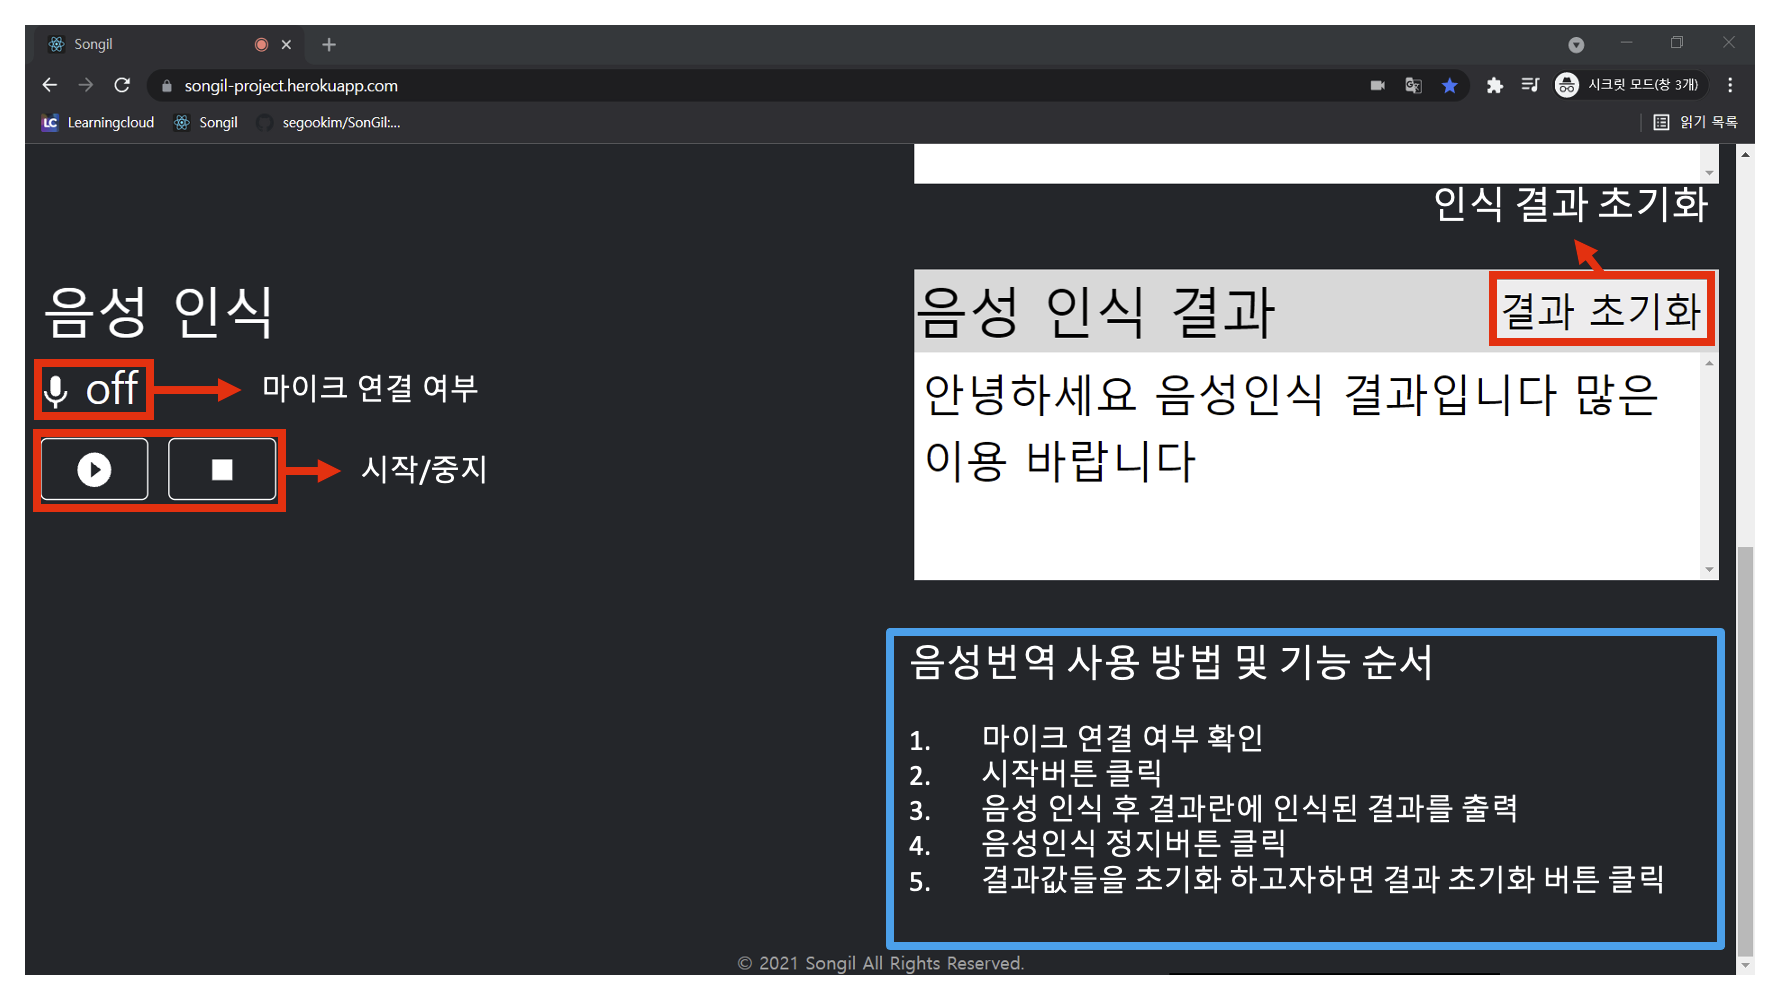 Songil
songil-project.herokuapp.com
시크릿 모드(창 3개)
Learningcloud
Songil
segookim/SonGil:...
읽기 목록
인식 결과 초기화
음성 인식
음성 인식 결과
결과 초기화
off
마이크 연결 여부
안녕하세요 음성인식 결과입니다 많은
이용 바랍니다
시작/중지
음성번역 사용 방법 및 기능 순서
1. 마이크 연결 여부 확인
2. 시작버튼 클릭
3. 음성 인식 후 결과란에 인식된 결과를 출력
4. 음성인식 정지버튼 클릭
5. 결과값들을 초기화 하고자하면 결과 초기화 버튼 클릭
© 2021 Songil All Rights Reserved.